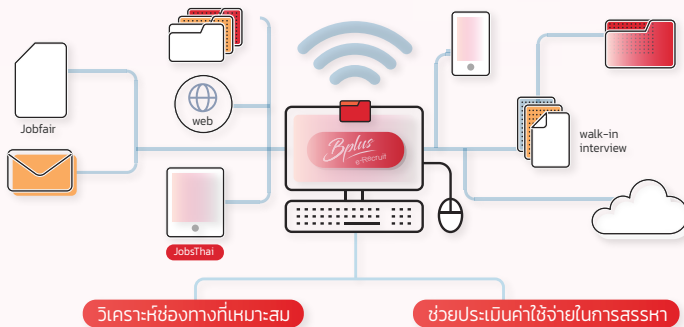 Jobfair
web
JobsThai
Bplus
e-Recruit
walk-in
interview
วิเคราะห์ช่องทางที่เหมาะสม
ช่วยประเมินค่าใช้จ่ายในการสรรหา